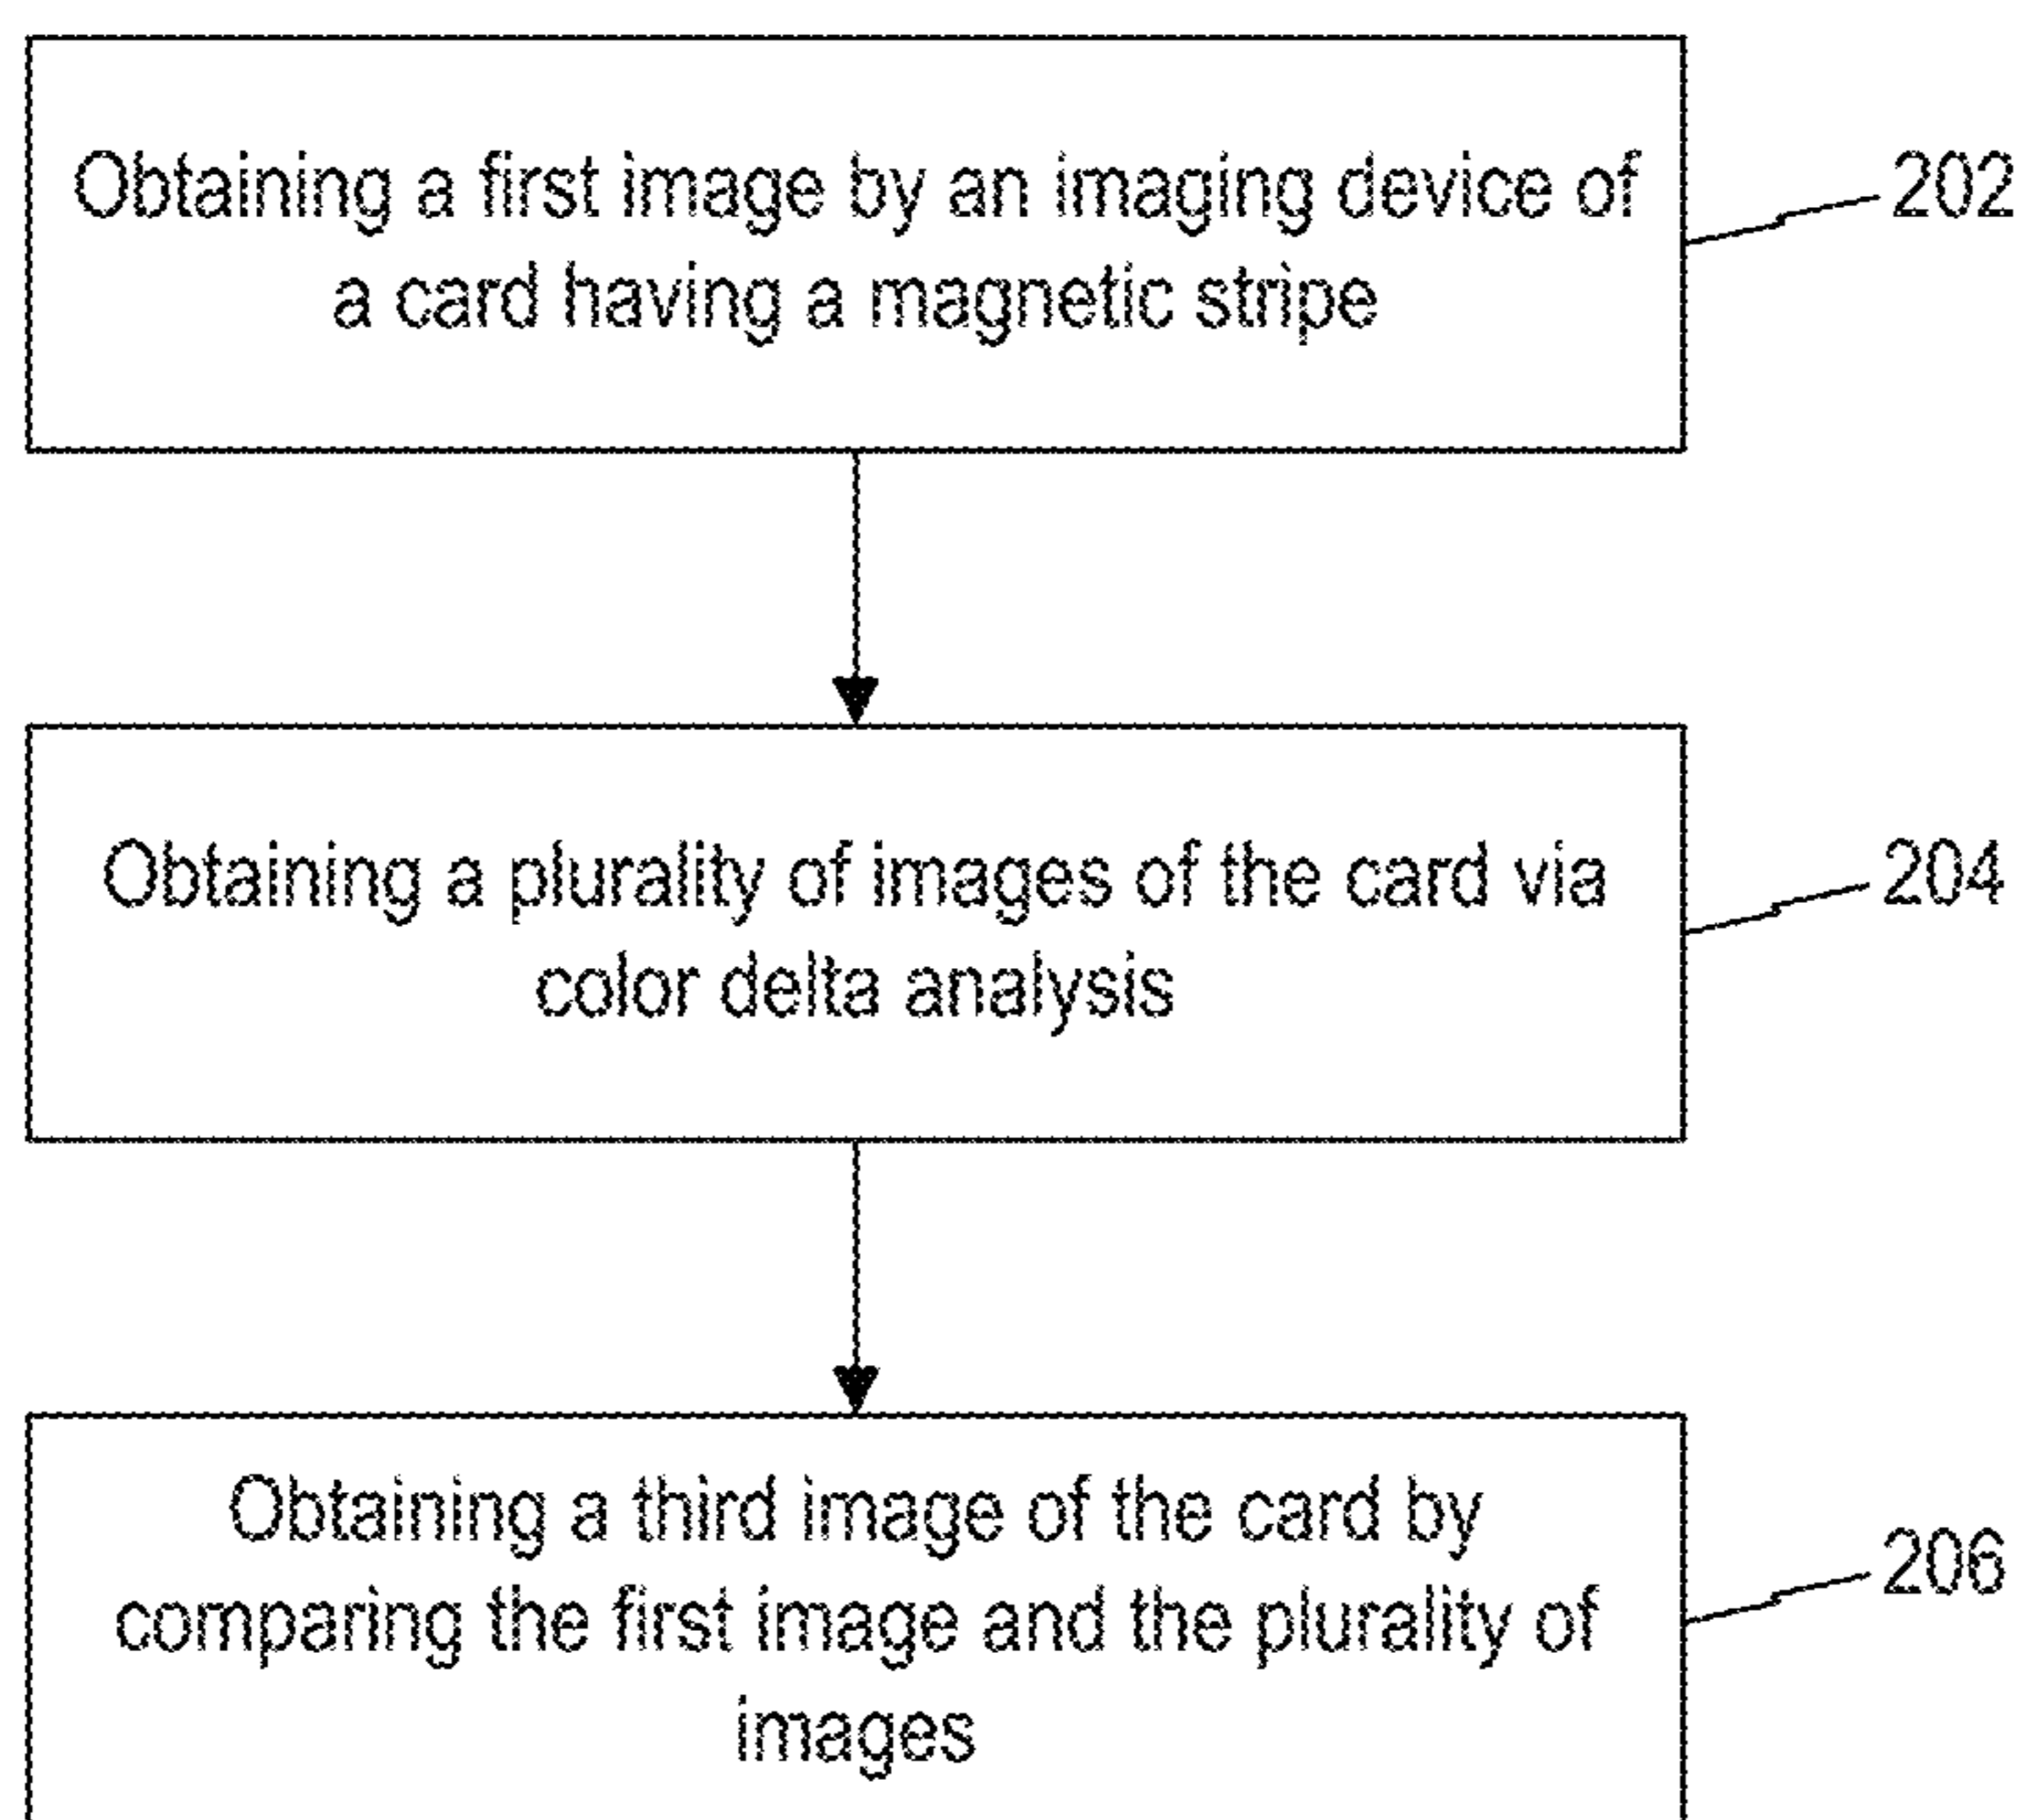 Obtaining a first image by an imaging device of
a card having a magnetic stripe
202
Obtaining a plurality of images of the card via
color delta analysis
204
Obtaining a third image of the card by
comparing the first image and the plurality of
images
206